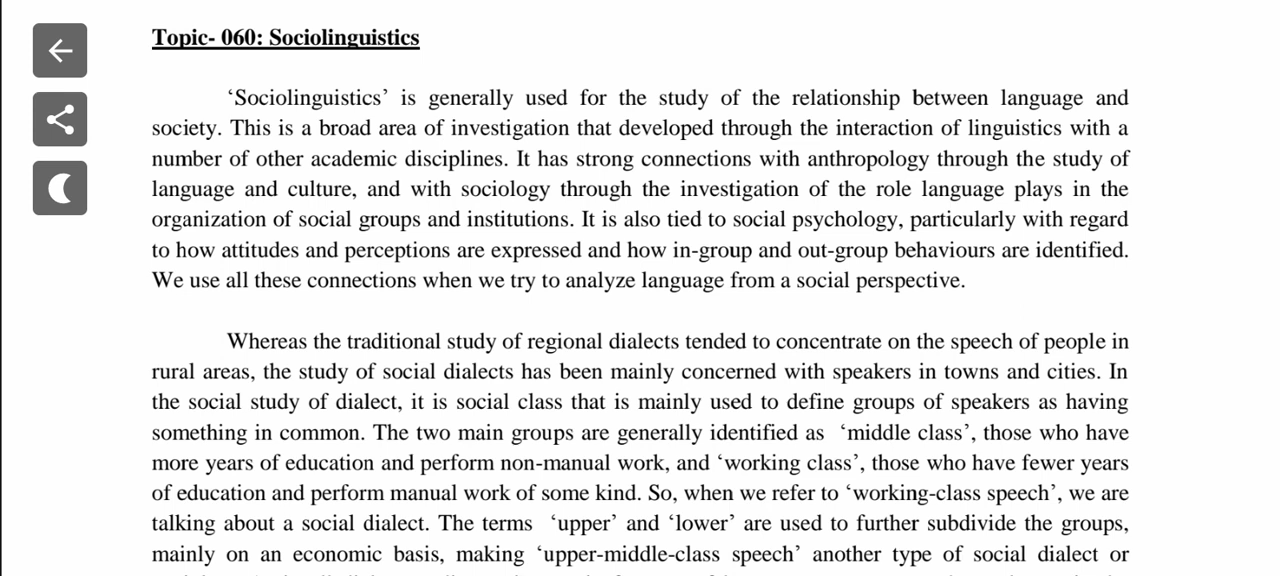 Topic- 060: Sociolinguistics
‘Sociolinguistics’ is generally used for the study of the relationship between language and
society. This is a broad area of investigation that developed through the interaction of linguistics with a
number of other academic disciplines. It has strong connections with anthropology through the study of
language and culture, and with sociology through the investigation of the role language plays in the
organization of social groups and institutions. It is also tied to social psychology, particularly with regard
to how attitudes and perceptions are expressed and how in-group and out-group behaviours are identified.
We use all these connections when we try to analyze language from a social perspective.
Whereas the traditional study of regional dialects tended to concentrate on the speech of people in
rural areas, the study of social dialects has been mainly concerned with speakers in towns and cities. In
the social study of dialect, it is social class that is mainly used to define groups of speakers as having
something in common. The two main groups are generally identified as ‘middle class’, those who have
more years of education and perform non-manual work, and ‘working class’, those who have fewer years
of education and perform manual work of some kind. So, when we refer to ‘working-class speech’, we are
talking about a social dialect. The terms ‘upper’ and ‘lower’ are used to further subdivide the groups,
mainly on an economic basis, making ‘upper-middle-class speech’ another type of social dialect or